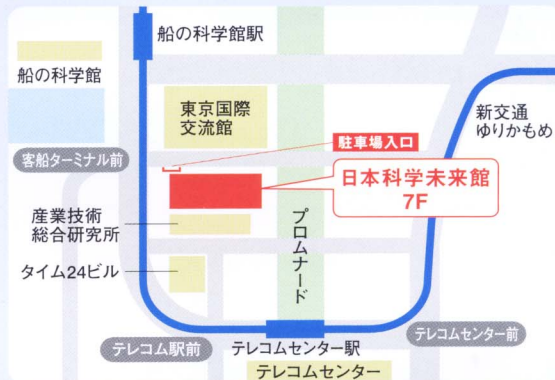 船の科学館駅
船の科学館
東京国際
交流館
新交通
ゆりかもめ
駐車場入口
客船ターミナル前
日本科学未来館
7F
産業技術
総合研究所
プロムナード
タイム24ビル
テレコム駅前
テレコムセンター駅
テレコムセンター前
テレコムセンター